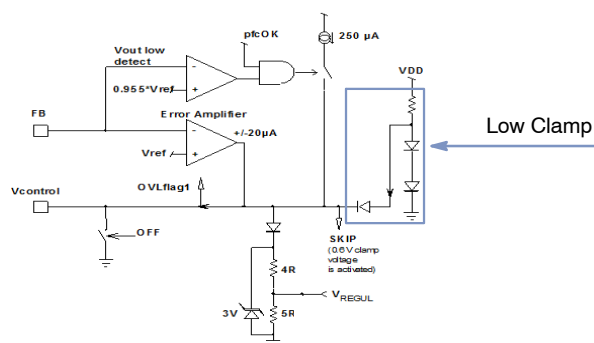 pfcOK
250 µA
Vout low
detect
VDD
0.955*Vref
Error Amplifier
Low Clamp
FB
+/-20µA
Vref
OVLflag1
Vcontrol
OFF
SKIP
(0.6 V clamp
voltage
is activated)
4R
VREGUL
3V
5R
-
+
-
+